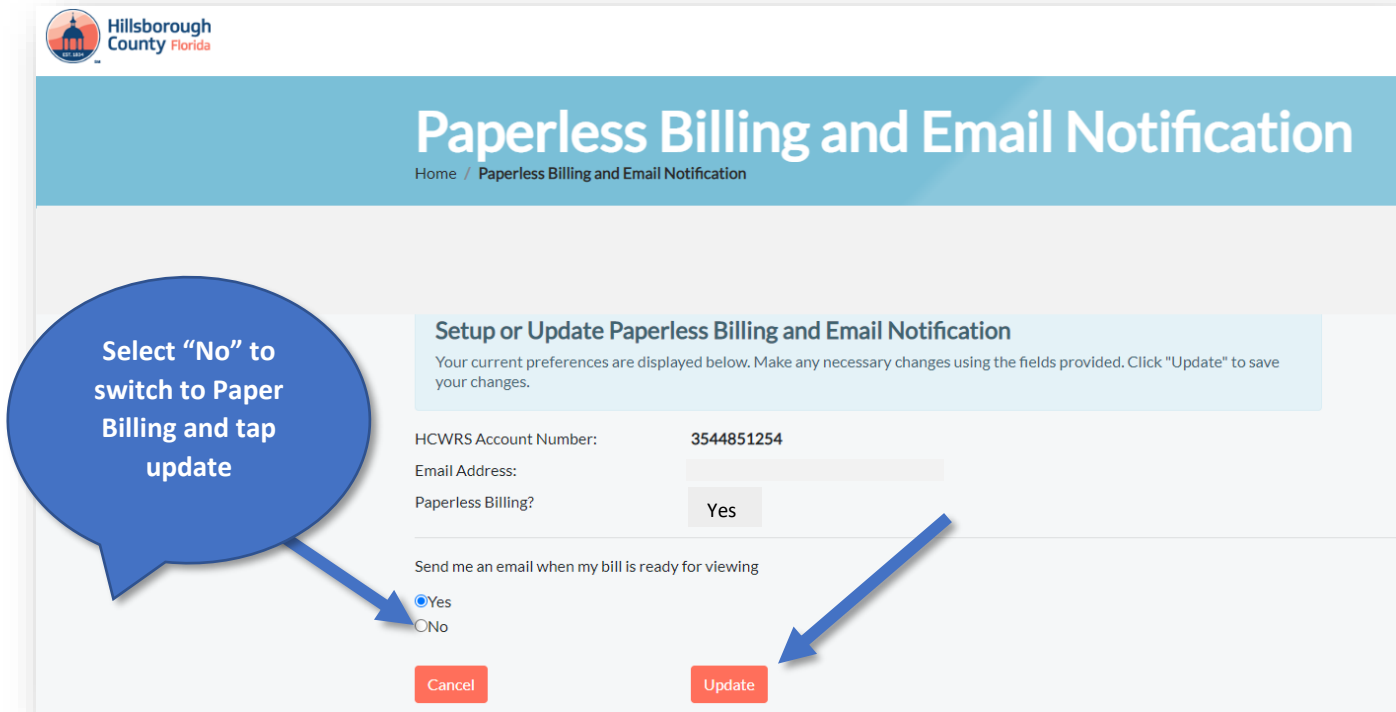 Hillsborough
County Florida
EST. 1834
Paperless Billing and Email Notification
Home / Paperless Billing and Email Notification
Select “No” to
switch to Paper
Billing and tap
update
Setup or Update Paperless Billing and Email Notification
Your current preferences are displayed below. Make any necessary changes using the fields provided. Click "Update" to save
your changes.
HCWRS Account Number: 3544851254
Email Address:
Paperless Billing? Yes
Send me an email when my bill is ready for viewing
Yes
No
Cancel Update